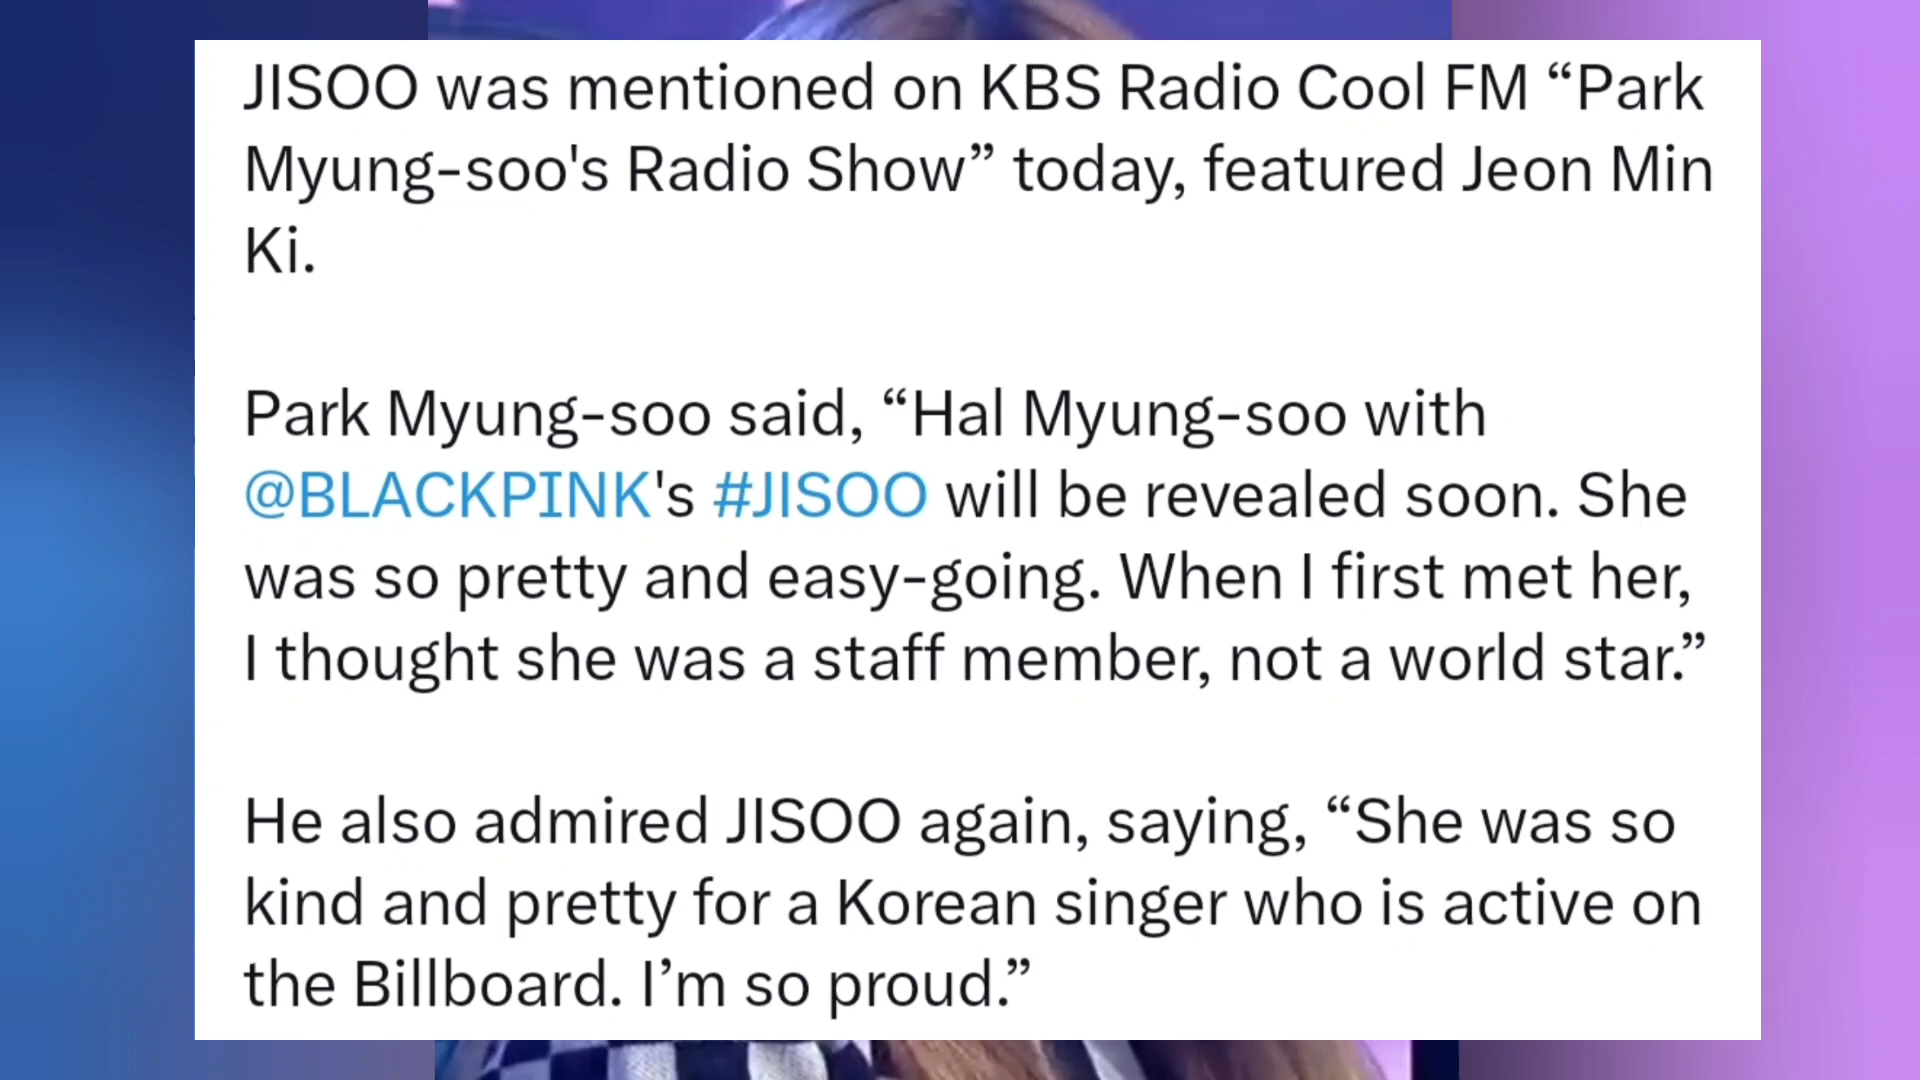 JISOO was mentioned on KBS Radio Cool FM “Park
Myung-soo's Radio Show” today, featured Jeon Min
Ki.
Park Myung-soo said, “Hal Myung-soo with
@BLACKPINK's #JISOO will be revealed soon. She
was so pretty and easy-going. When I first met her,
I thought she was a staff member, not a world star.”
He also admired JISOO again, saying, “She was so
kind and pretty for a Korean singer who is active on
the Billboard. I’m so proud.”